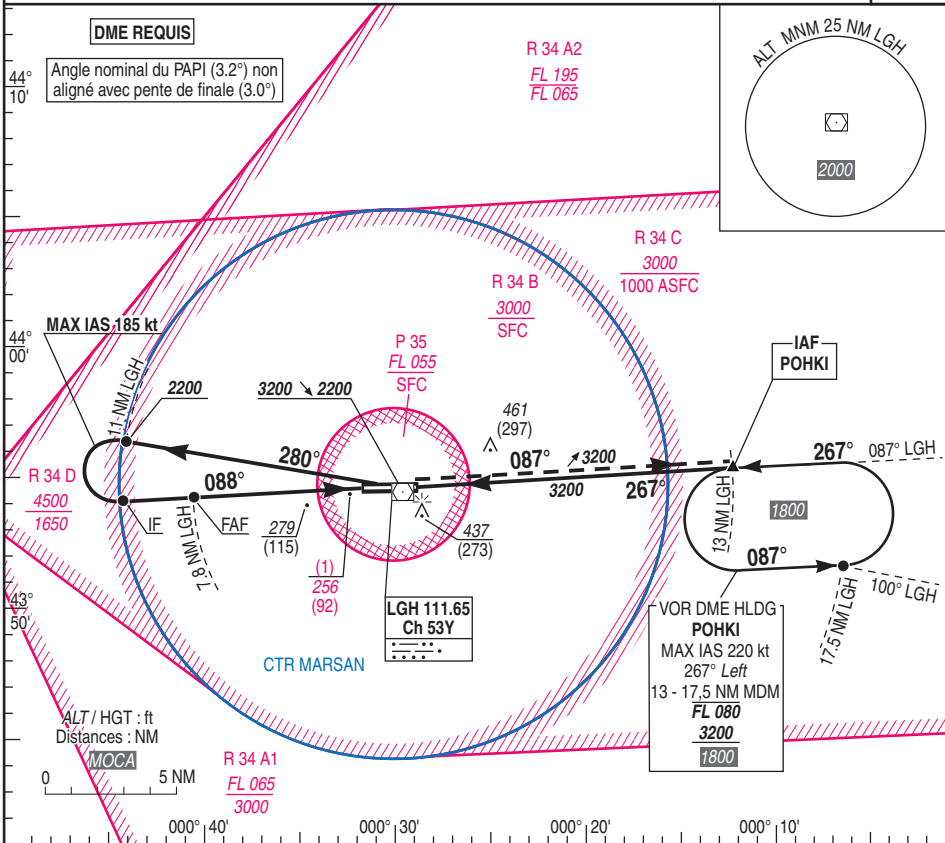 DME REQUIS
Angle nominal du PAPI (3.2°) non
aligné avec pente de finale (3.0°)
R 34 A2
FL 195
FL 065
ALT MNM 25 NM LGH
2000
44°
10'
R 34 C
3000
1000 ASFC
R 34 B
3000
SFC
MAX IAS 185 kt
44°
00'
P 35
FL 055
SFC
IAF
POHKI
11 NM LGH
2200
3200 ↘ 2200
461
(297)
280°
087°
↗ 3200
3200
267°
267°
087° LGH
R 34 D
4500
1650
088°
IF
FAF
7.8 NM LGH
279
(115)
437
(273)
13 NM LGH
1800
087°
100° LGH
17.5 NM LGH
(1)
256
(92)
43°
50'
LGH 111.65
Ch 53Y
CTR MARSAN
VOR DME HLDG
POHKI
MAX IAS 220 kt
267° Left
13 - 17,5 NM MDM
FL 080
3200
1800
ALT / HGT : ft
Distances : NM
MOCA
0 5 NM
R 34 A1
FL 065
3000
000° 40' 000° 30' 000° 20' 000° 10'